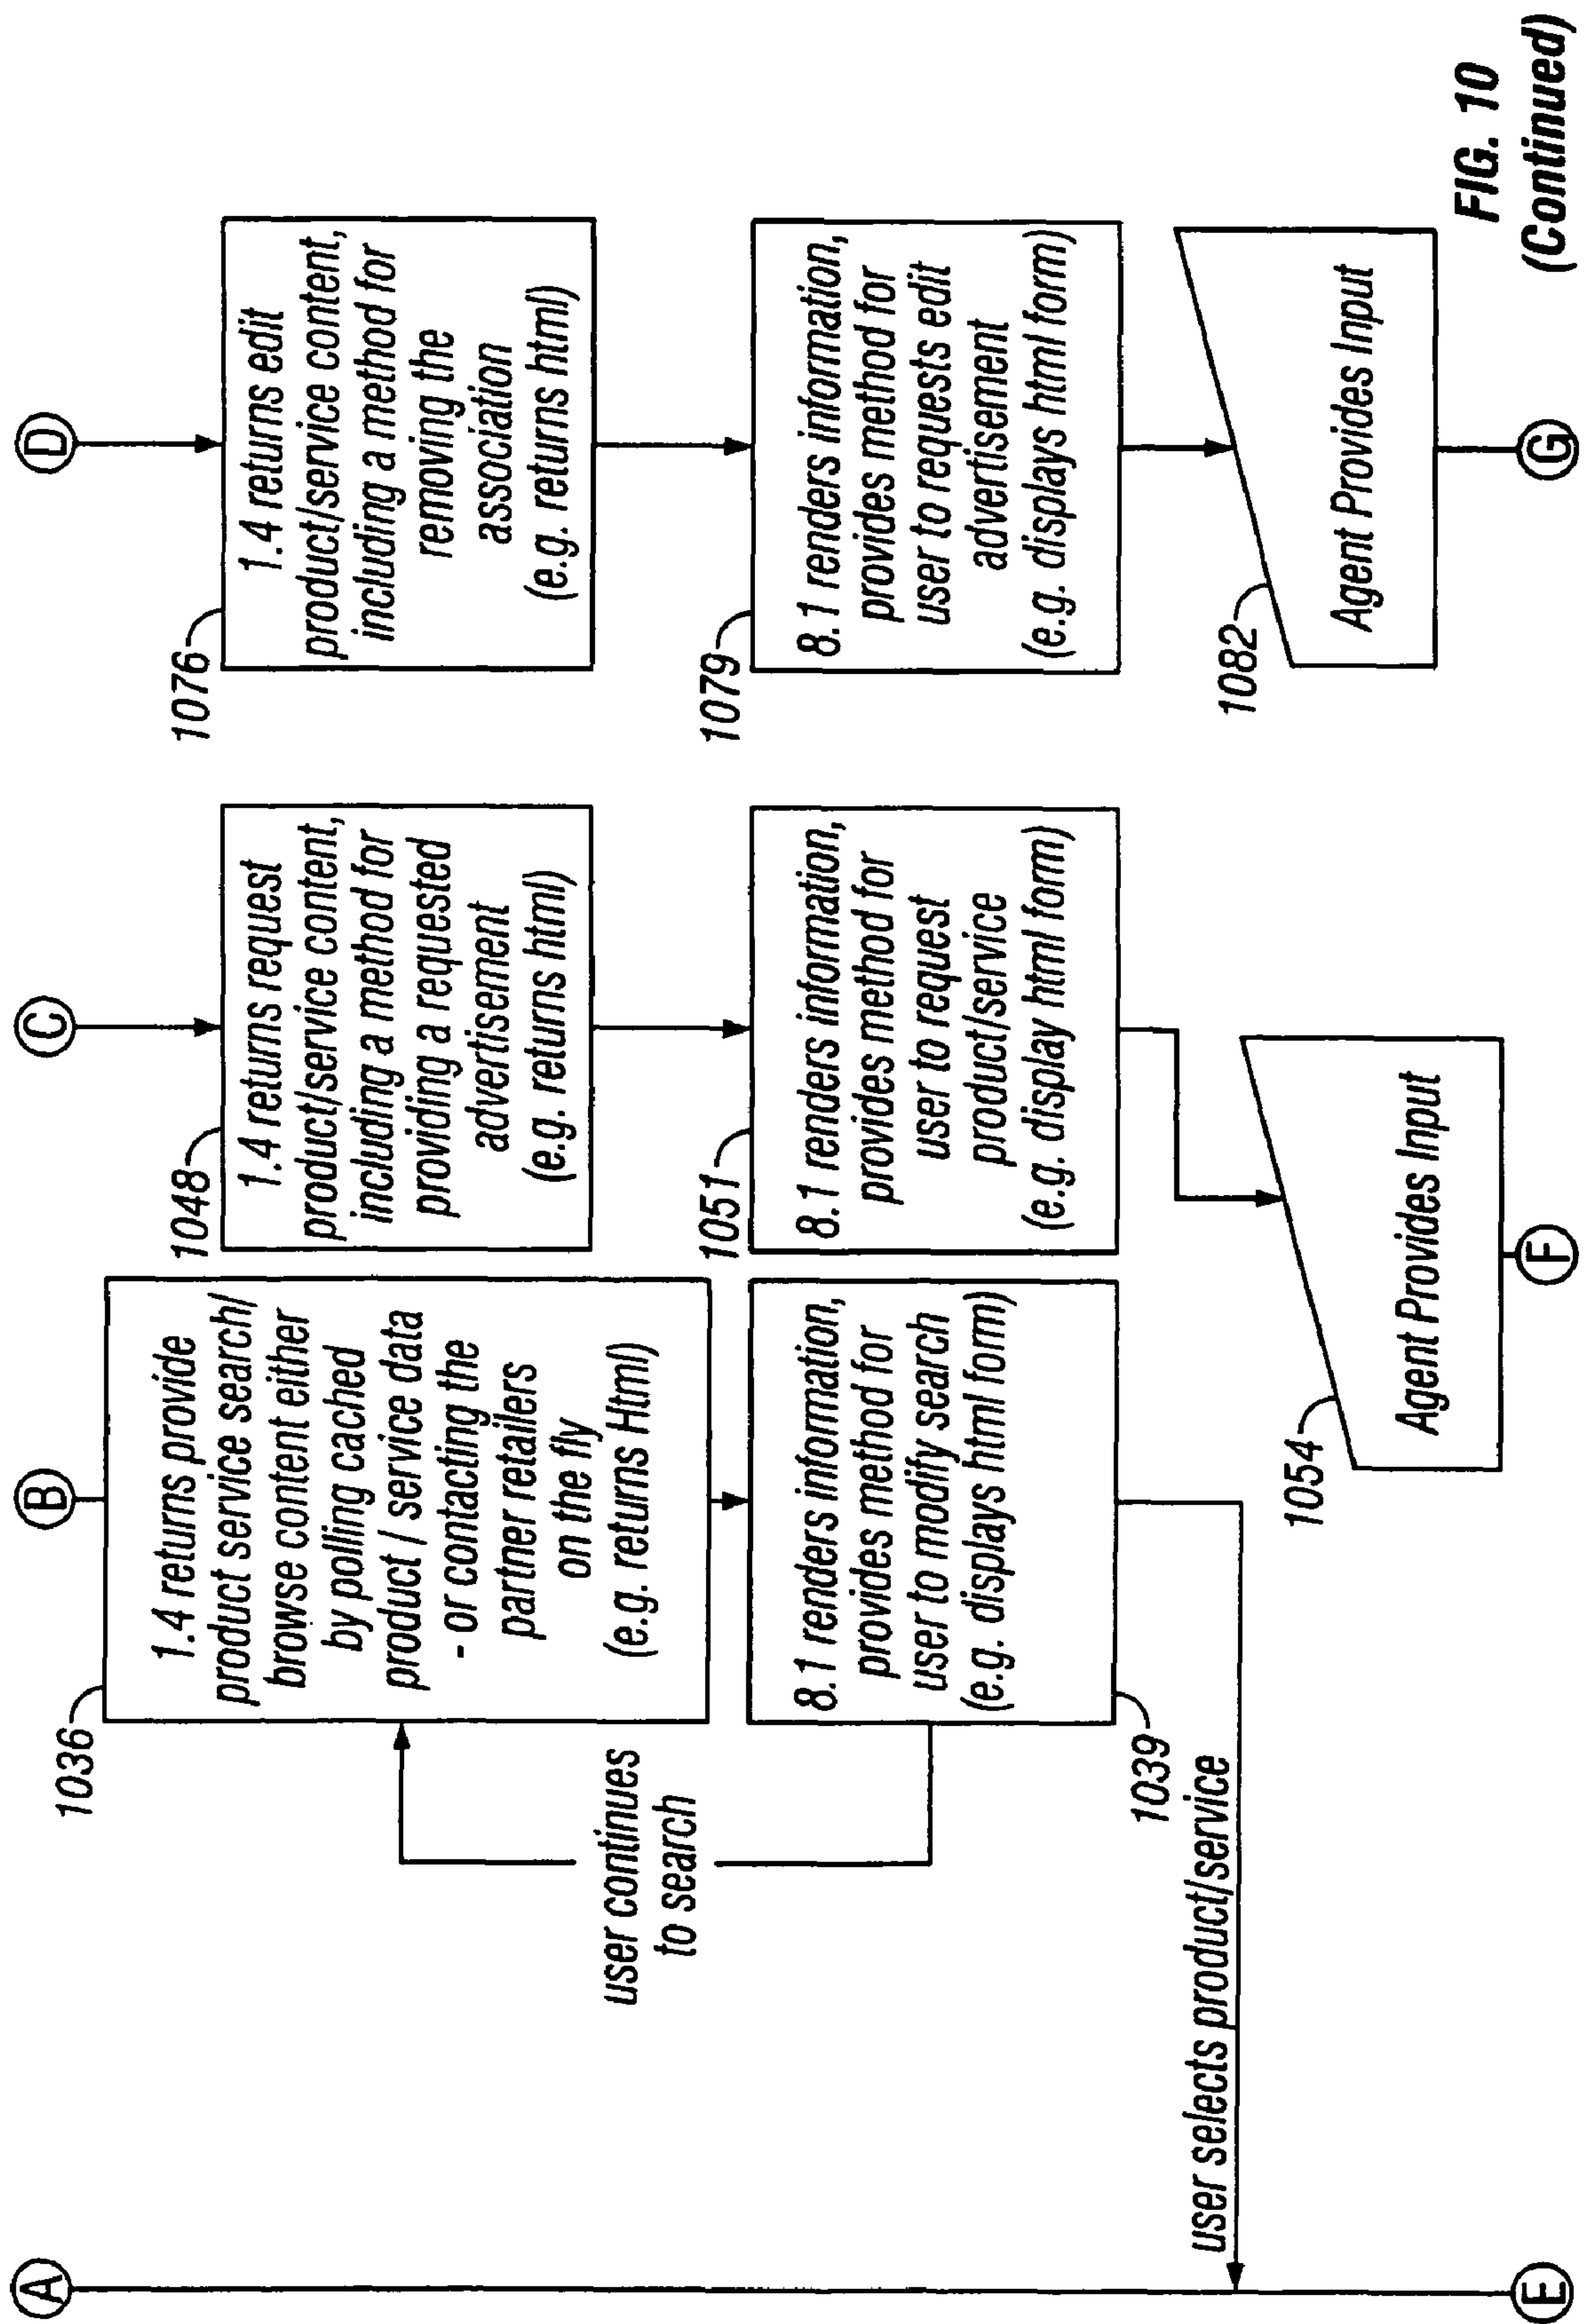 A
B
C
D
1036
1.4 returns provide
product service search/
browse content either
by polling cached
product / service data
- or contacting the
partner retailers
on the fly
(e.g. returns Html)
1048
1.4 returns request
product/service content,
including a method for
providing a requested
advertisement
(e.g. returns html)
1076
1.4 returns edit
product/service content,
including a method for
removing the
association
(e.g. returns html)
user continues
to search
8.1 renders information,
provides method for
user to modify search
(e.g. displays html form)
1039
1051
8.1 renders information,
provides method for
user to request
product/service
(e.g. display html form)
1079
8.1 renders information,
provides method for
user to requests edit
advertisement
(e.g. displays html form)
user selects product/service
1054
Agent Provides Input
1082
Agent Provides Input
E
F
G
FIG. 10
(Continued)